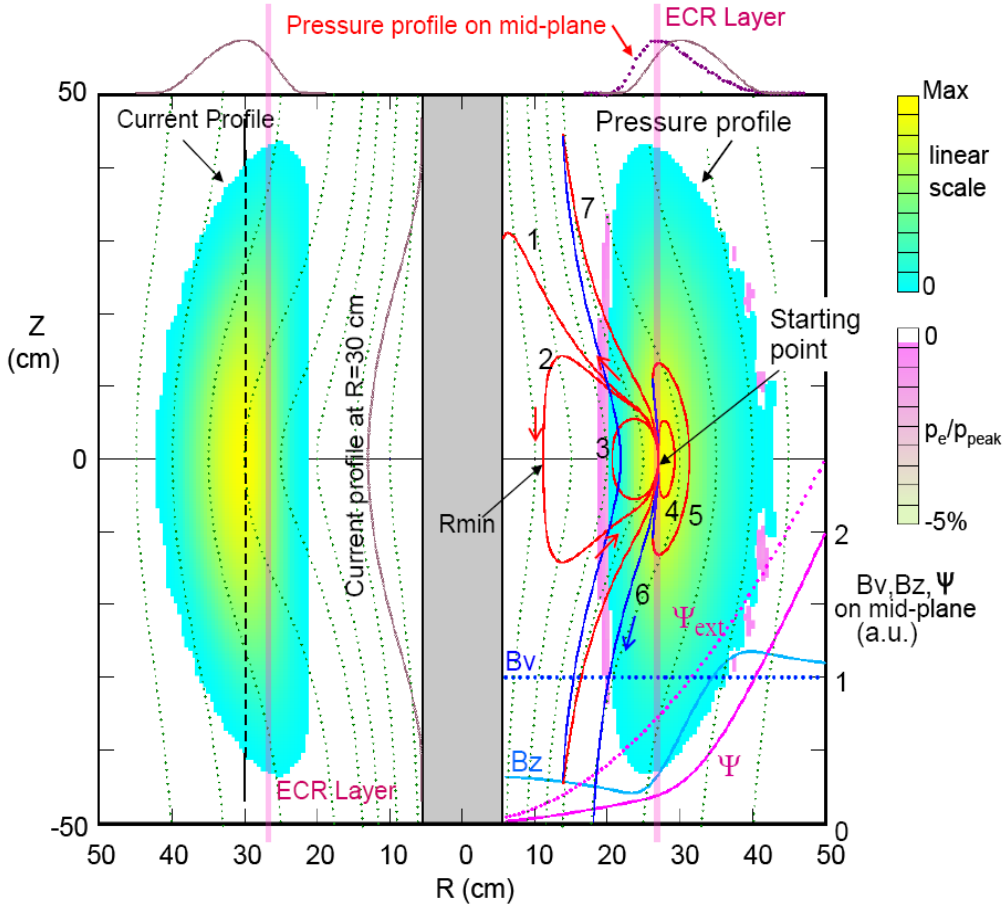 ECR Layer
Pressure profile on mid-plane
50
Current Profile
Pressure profile
Max
linear
scale
0
7
1
Z
(cm)
2
Starting
point
0
p_e/p_peak
-5%
0
3
4
5
Rmin
Current profile at R=30 cm
6
2
Bv,Bz,Ψ
on mid-plane
(a.u.)
Ψ_ext
Bv
1
Bz
Ψ
ECR Layer
-50
0
50
40
30
20
10
0
10
20
30
40
50
R (cm)